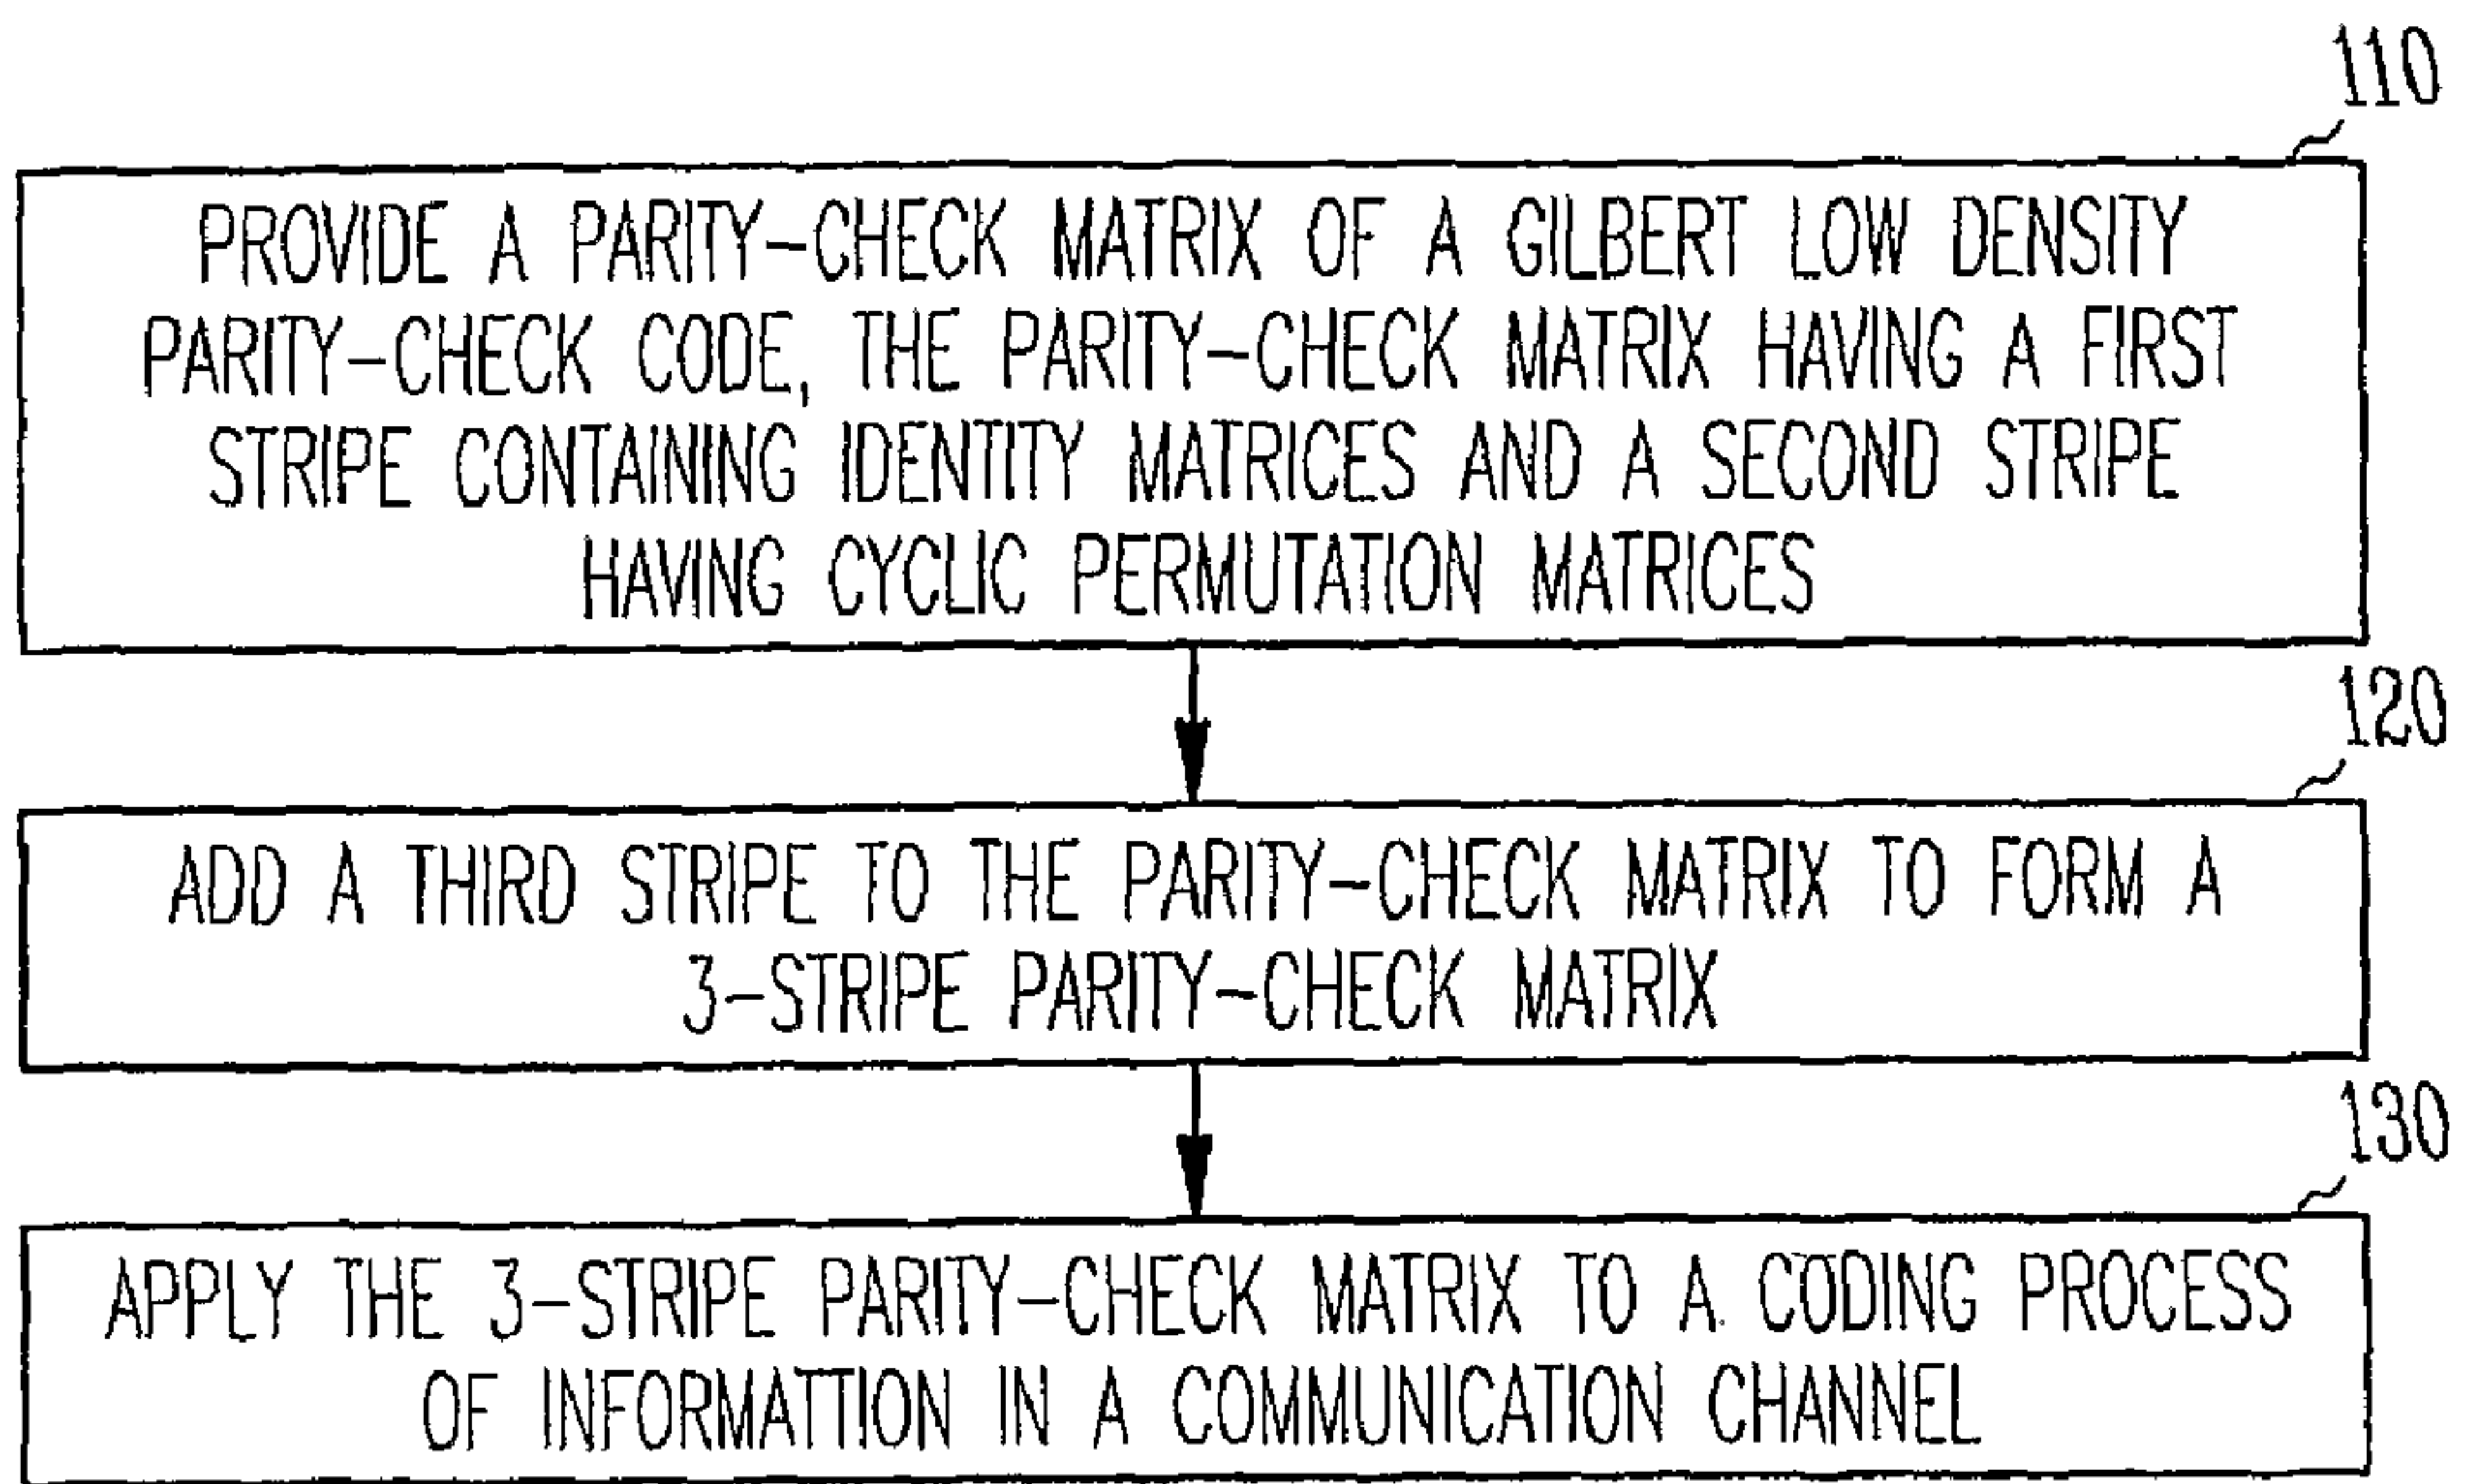 110
PROVIDE A PARITY-CHECK MATRIX OF A GILBERT LOW DENSITY
PARITY-CHECK CODE, THE PARITY-CHECK MATRIX HAVING A FIRST
STRIPE CONTAINING IDENTITY MATRICES AND A SECOND STRIPE
HAVING CYCLIC PERMUTATION MATRICES
120
ADD A THIRD STRIPE TO THE PARITY-CHECK MATRIX TO FORM A
3-STRIPE PARITY-CHECK MATRIX
130
APPLY THE 3-STRIPE PARITY-CHECK MATRIX TO A CODING PROCESS
OF INFORMATTION IN A COMMUNICATION CHANNEL